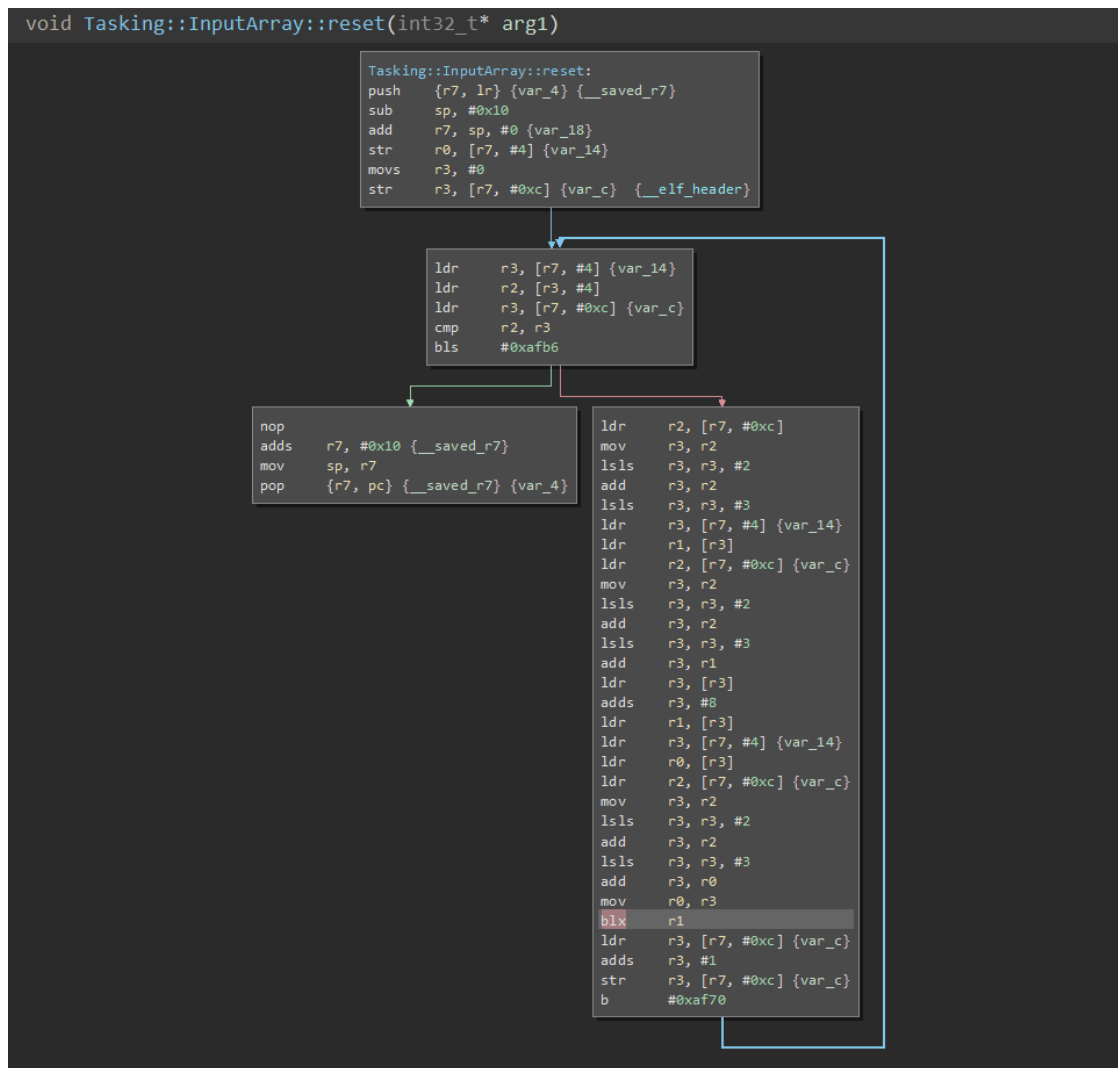 void Tasking::InputArray::reset(int32_t* arg1)
Tasking::InputArray::reset:
push {r7, lr} {var_4} {__saved_r7}
sub sp, #0x10
add r7, sp, #0 {var_18}
str r0, [r7, #4] {var_14}
movs r3, #0
str r3, [r7, #0xc] {var_c} {__elf_header}
ldr r3, [r7, #4] {var_14}
ldr r2, [r3, #4]
ldr r3, [r7, #0xc] {var_c}
cmp r2, r3
bls #0xafb6
nop
adds r7, #0x10 {__saved_r7}
mov sp, r7
pop {r7, pc} {__saved_r7} {var_4}
ldr r2, [r7, #0xc]
mov r3, r2
lsls r3, r3, #2
add r3, r2
lsls r3, r3, #3
ldr r3, [r7, #4] {var_14}
ldr r1, [r3]
ldr r2, [r7, #0xc] {var_c}
mov r3, r2
lsls r3, r3, #2
add r3, r2
lsls r3, r3, #3
add r3, r1
ldr r3, [r3]
adds r3, #8
ldr r1, [r3]
ldr r3, [r7, #4] {var_14}
ldr r0, [r3]
ldr r2, [r7, #0xc] {var_c}
mov r3, r2
lsls r3, r3, #2
add r3, r2
lsls r3, r3, #3
add r3, r0
mov r0, r3
blx r1
ldr r3, [r7, #0xc] {var_c}
adds r3, #1
str r3, [r7, #0xc] {var_c}
b #0xaf70